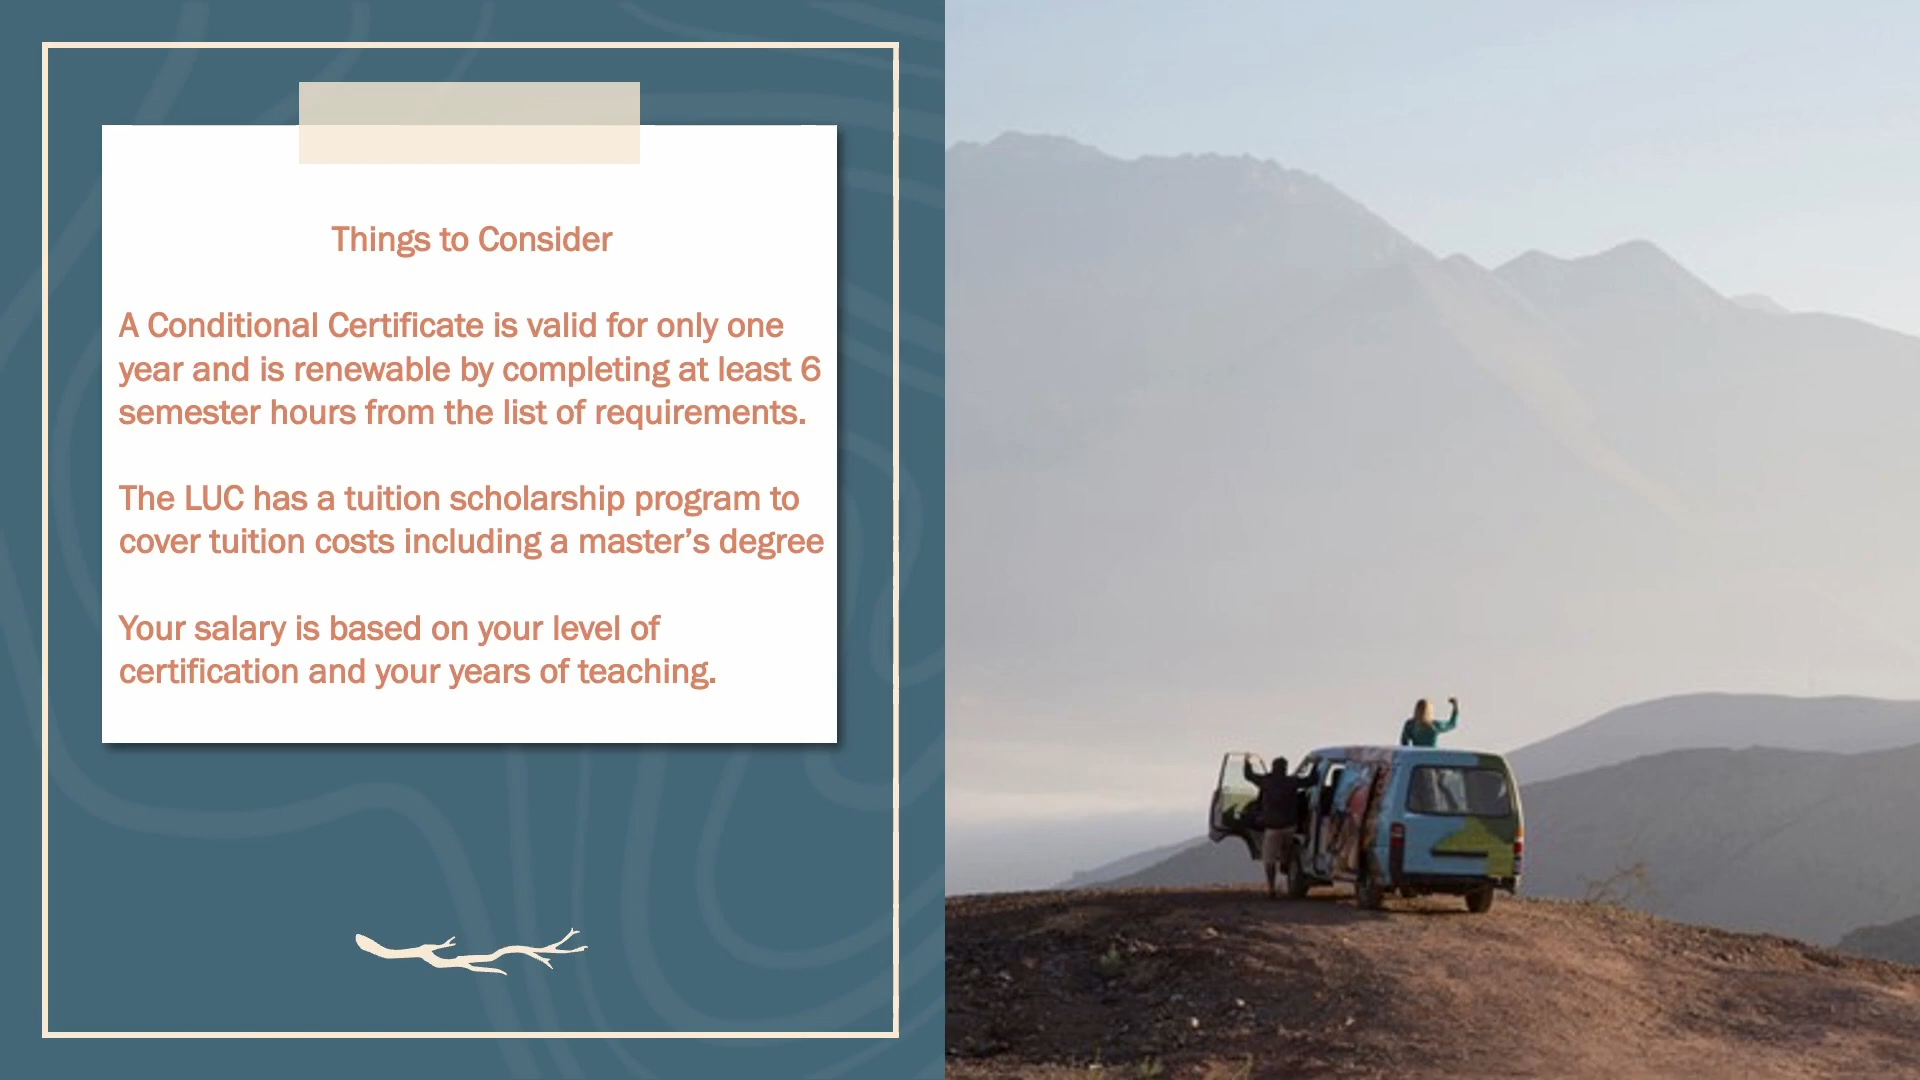 Things to Consider
A Conditional Certificate is valid for only one
year and is renewable by completing at least 6
semester hours from the list of requirements.
The LUC has a tuition scholarship program to
cover tuition costs including a master’s degree
Your salary is based on your level of
certification and your years of teaching.